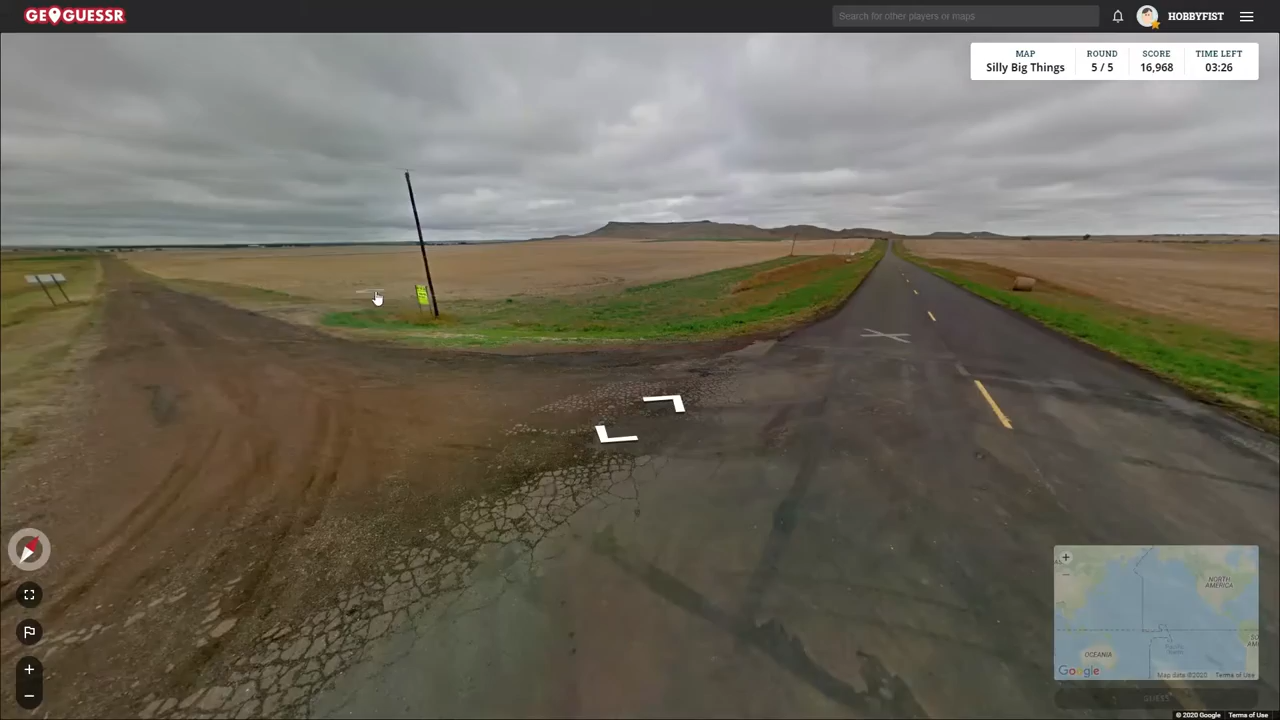 GEOGUESSR
Search for other players or maps
HOBBYFIST
MAP
ROUND
SCORE
TIME LEFT
Silly Big Things
5 / 5
16,968
03:26
NORTH
AMERICA
OCEANIA
Google
Map data ©2020
Terms of Use
© 2020 Google
Terms of Use